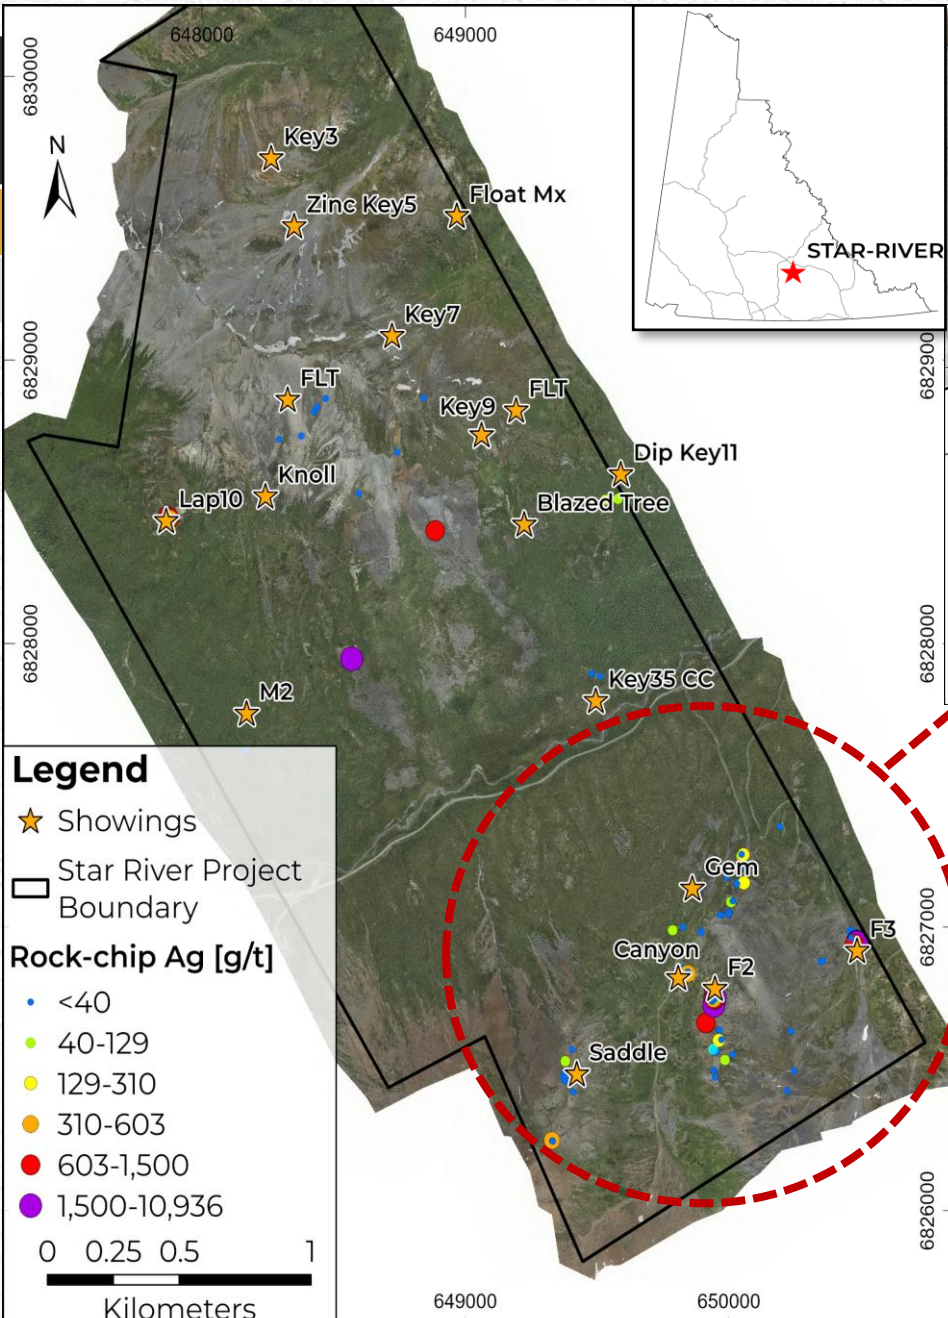 648000
649000
6830000
N
Key3
Zinc Key5
Float Mx
STAR-RIVER
Key7
6829000
FLT
FLT
Key9
Dip Key11
Knoll
Lap10
Blazed Tree
6828000
6828000
M2
Key35 CC
Legend
Showings
Star River Project
Boundary
Rock-chip Ag [g/t]
<40
40-129
129-310
310-603
603-1,500
1,500-10,936
0 0.25 0.5 1
Kilometers
Gem
Canyon
F2
F3
Saddle
6827000
6826000
649000
650000